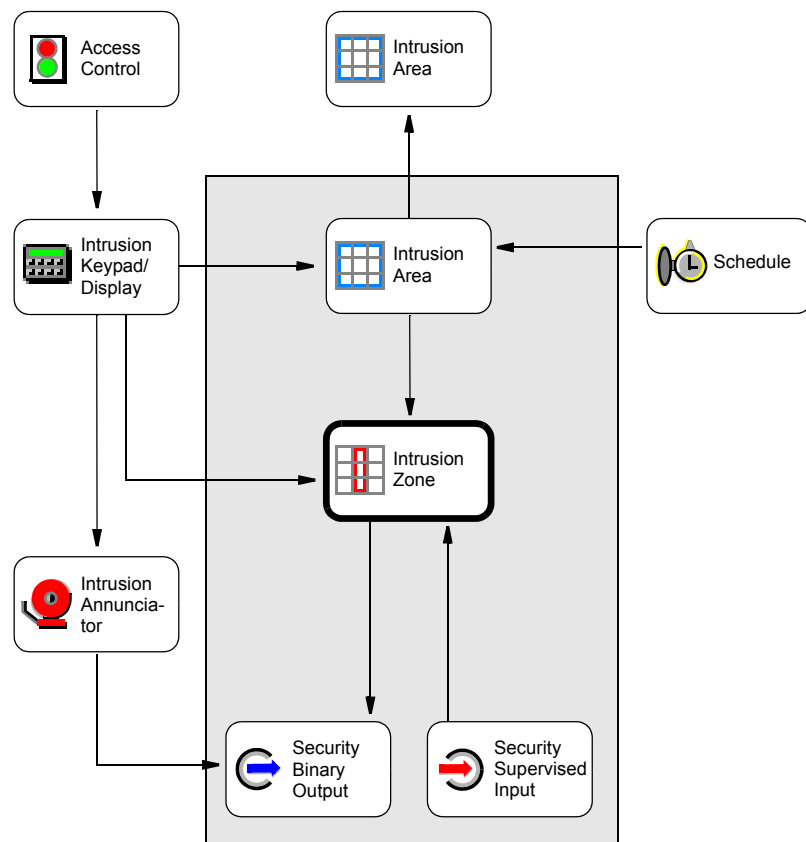 Access
Control
Intrusion
Area
Intrusion
Keypad/
Display
Intrusion
Area
Schedule
Intrusion
Zone
Intrusion
Annuncia-
tor
Security
Binary
Output
Security
Supervised
Input